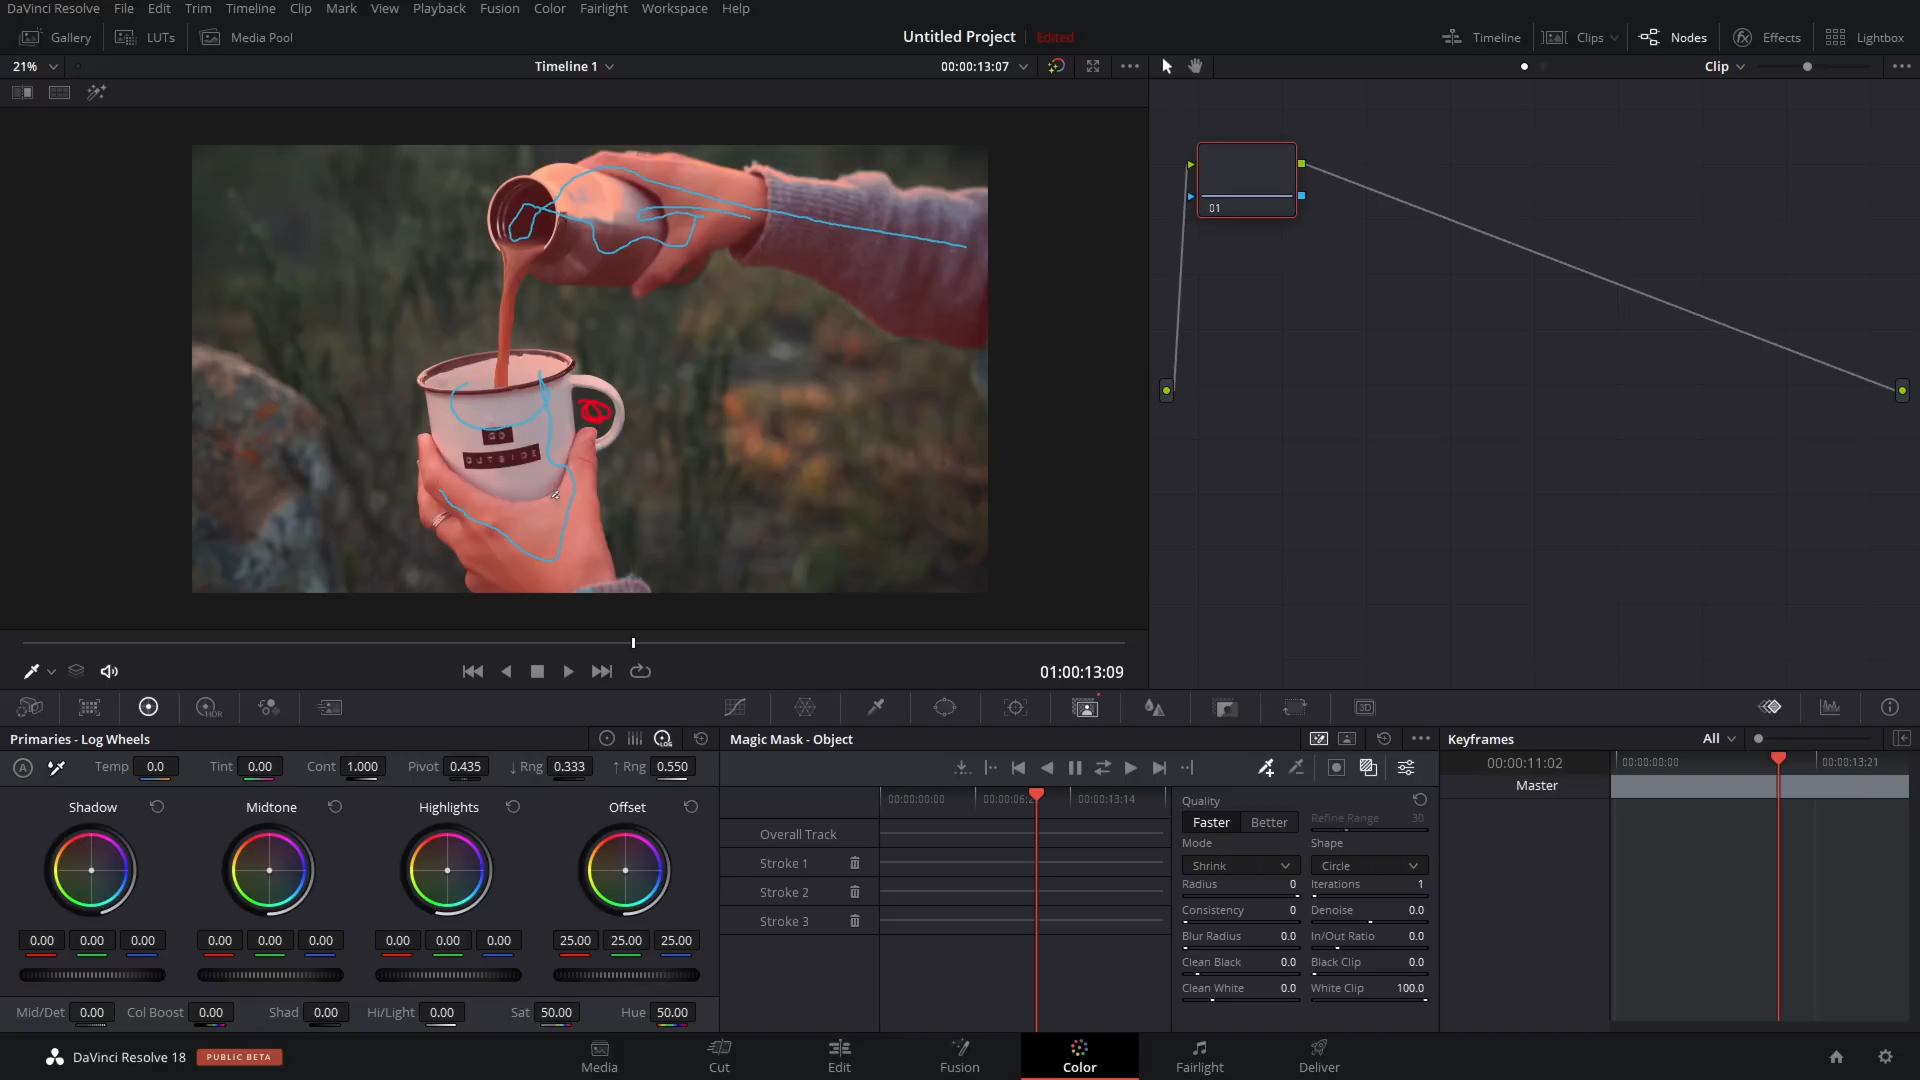 DaVinci Resolve File Edit Trim Timeline Clip Mark View Playback Fusion Color Fairlight Workspace Help
Gallery LUTs Media Pool Untitled Project Edited Timeline Clips Nodes Effects Lightbox
21% Timeline 1 00:00:13:07 Clip
01
GO
OUTSIDE
01:00:13:09
Primaries - Log Wheels Magic Mask - Object Keyframes All
Temp 0.0 Tint 0.00 Cont 1.000 Pivot 0.435 ↓ Rng 0.333 ↑ Rng 0.550
00:00:11:02 00:00:00:00 00:00:13:21
Master
Shadow Midtone Highlights Offset
00:00:00:00 00:00:06:2 00:00:13:14
Overall Track
Stroke 1
Stroke 2
Stroke 3
Quality
Faster Better Refine Range 30
Mode Shape
Shrink Circle
Radius 0 Iterations 1
Consistency 0 Denoise 0.0
Blur Radius 0.0 In/Out Ratio 0.0
Clean Black 0.0 Black Clip 0.0
Clean White 0.0 White Clip 100.0
0.00 0.00 0.00 0.00 0.00 0.00 0.00 0.00 0.00 25.00 25.00 25.00
Mid/Det 0.00 Col Boost 0.00 Shad 0.00 Hi/Light 0.00 Sat 50.00 Hue 50.00
DaVinci Resolve 18 PUBLIC BETA
Media Cut Edit Fusion Color Fairlight Deliver